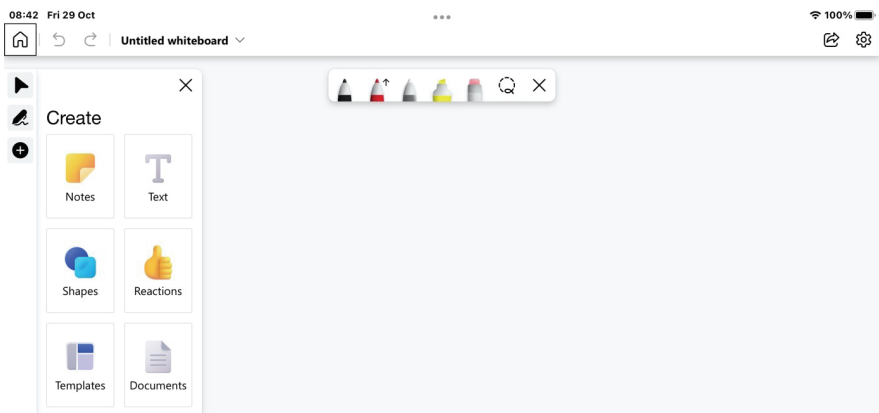 08:42 Fri 29 Oct
100%
Untitled whiteboard
Create
Notes
Text
Shapes
Reactions
Templates
Documents